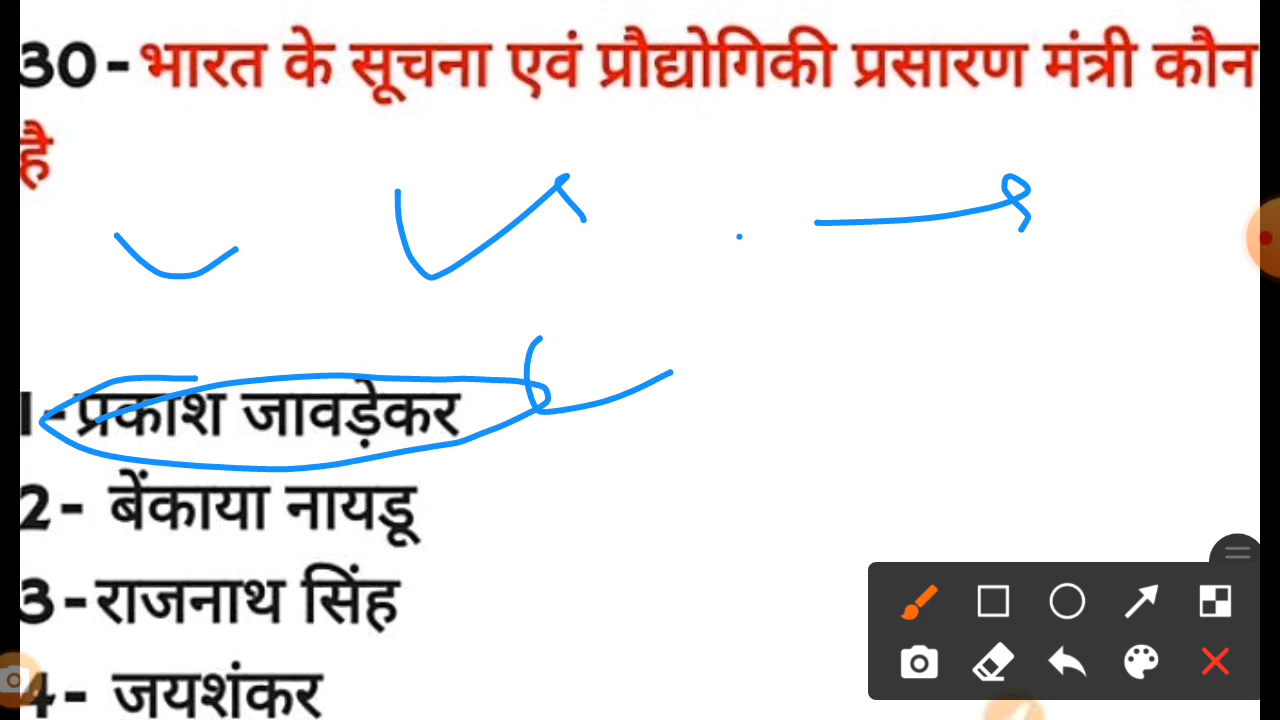 30-भारत के सूचना एवं प्रौद्योगिकी प्रसारण मंत्री कौन
है
1-प्रकाश जावड़ेकर
2- बेंकाया नायडू
3-राजनाथ सिंह
4- जयशंकर